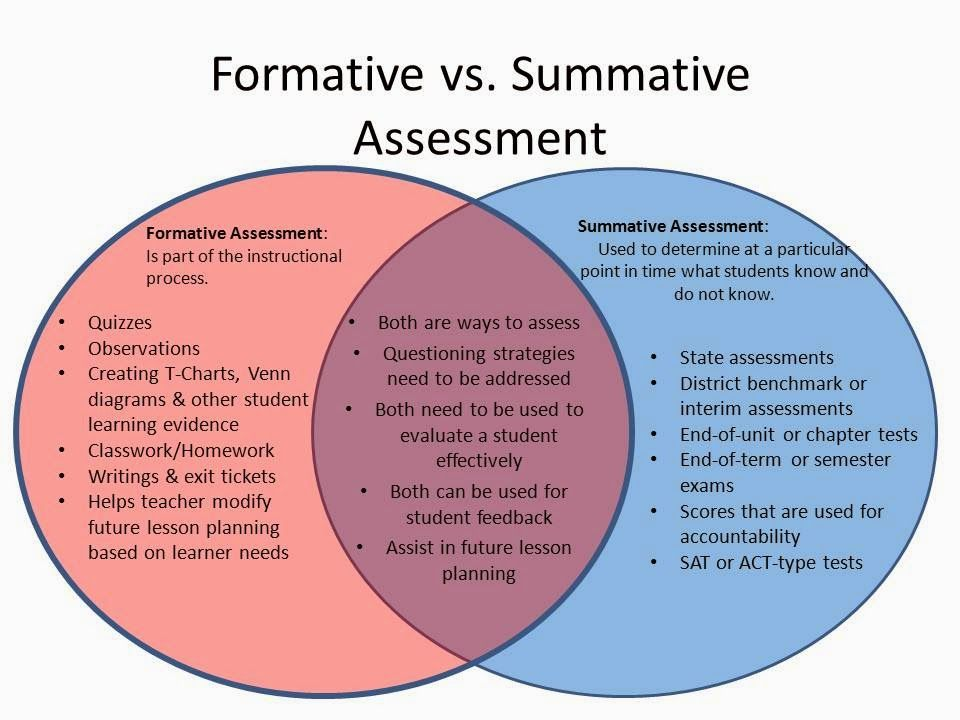 Formative vs. Summative
Assessment
Formative Assessment:
Is part of the instructional
process.
• Quizzes
• Observations
• Creating T-Charts, Venn
diagrams & other student
learning evidence
• Classwork/Homework
• Writings & exit tickets
• Helps teacher modify
future lesson planning
based on learner needs
• Both are ways to assess
• Questioning strategies
need to be addressed
• Both need to be used to
evaluate a student
effectively
• Both can be used for
student feedback
• Assist in future lesson
planning
Summative Assessment:
Used to determine at a particular
point in time what students know and
do not know.
• State assessments
• District benchmark or
interim assessments
• End-of-unit or chapter tests
• End-of-term or semester
exams
• Scores that are used for
accountability
• SAT or ACT-type tests